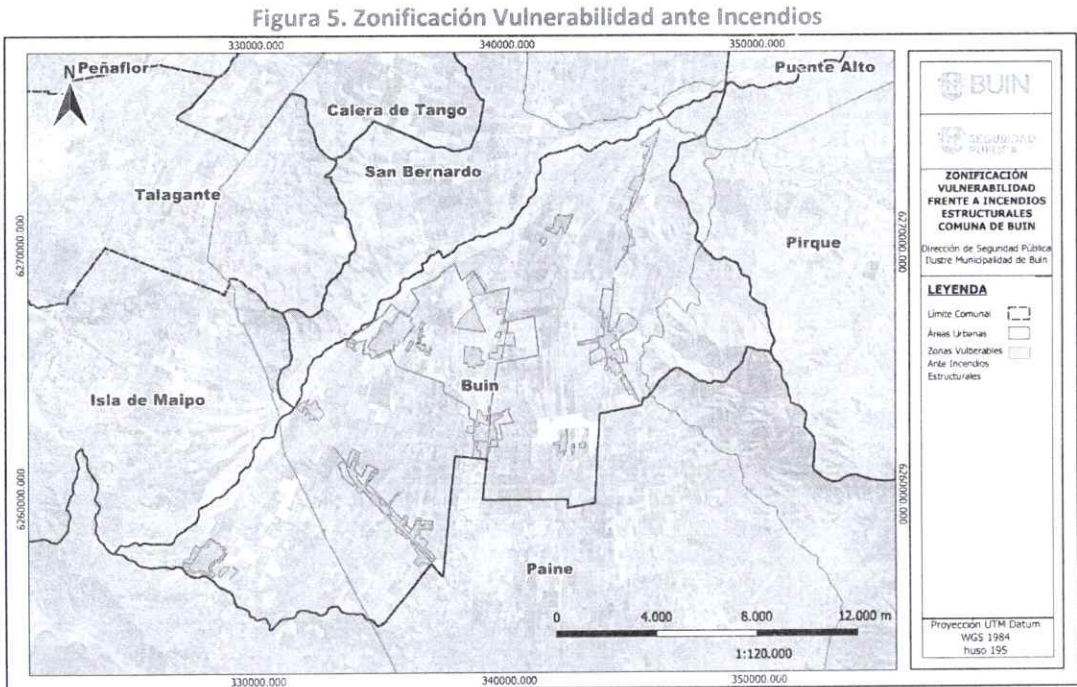 Figura 5. Zonificación Vulnerabilidad ante Incendios
330000.000
340000.000
350000.000
N
Peñaflor
Puente Alto
Calera de Tango
San Bernardo
Talagante
Pirque
6270000.000
6270000.000
Buin
Isla de Maipo
6260000.000
6260000.000
Paine
0
4.000
8.000
12.000 m
1:120.000
330000.000
340000.000
350000.000
BUIN
SEGURIDAD
PÚBLICA
ZONIFICACIÓN
VULNERABILIDAD
FRENTE A INCENDIOS
ESTRUCTURALES
COMUNA DE BUIN
Dirección de Seguridad Pública
Ilustre Municipalidad de Buin
LEYENDA
Límite Comunal
Áreas Urbanas
Zonas Vulberables
Ante Incendios
Estructurales
Proyección UTM Datum
WGS 1984
huso 19S